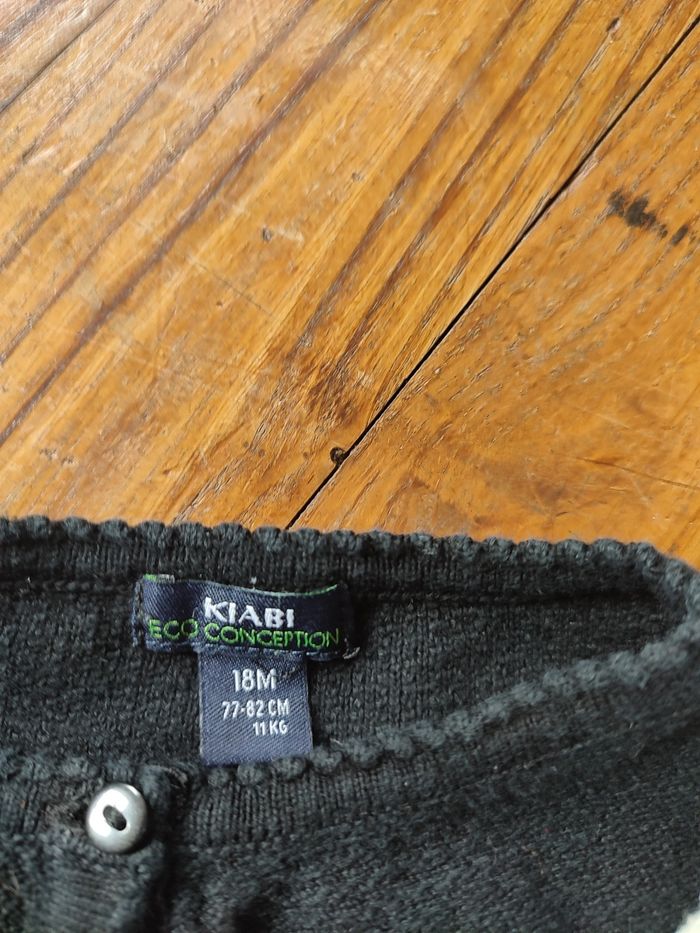 KIABI
ECO CONCEPTION
18M
77-82 CM
11 KG